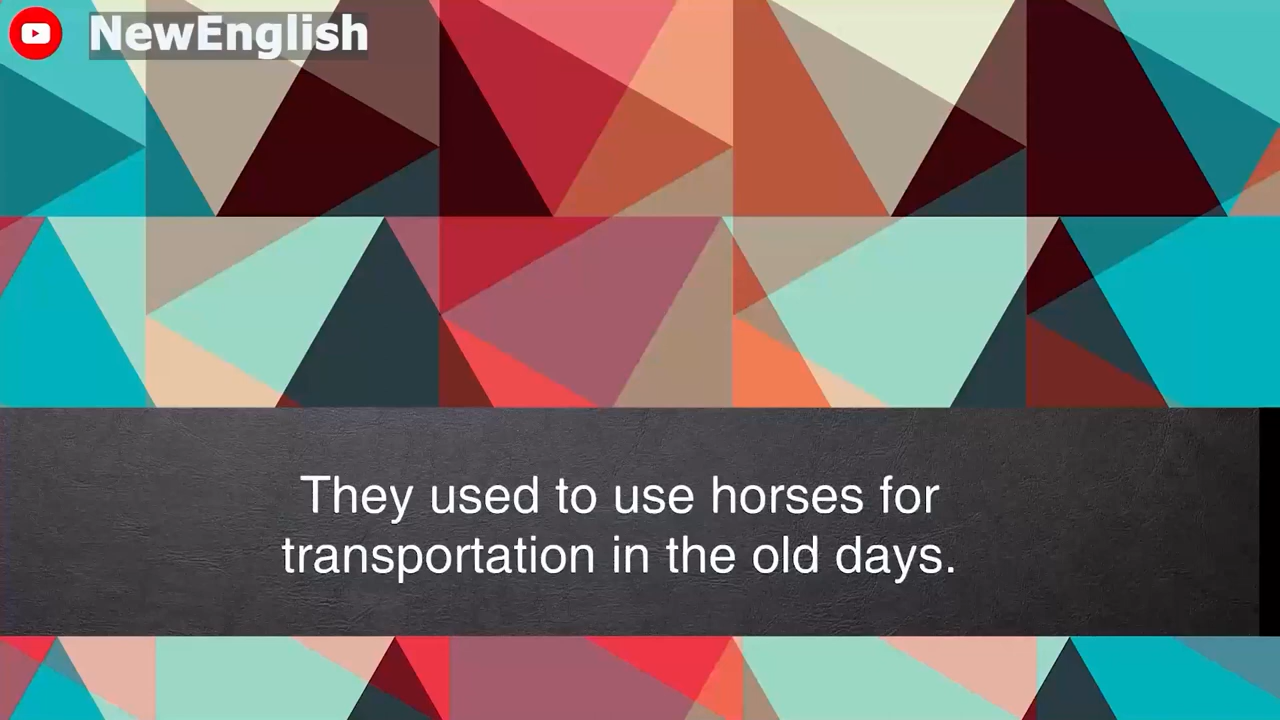 NewEnglish
They used to use horses for
transportation in the old days.